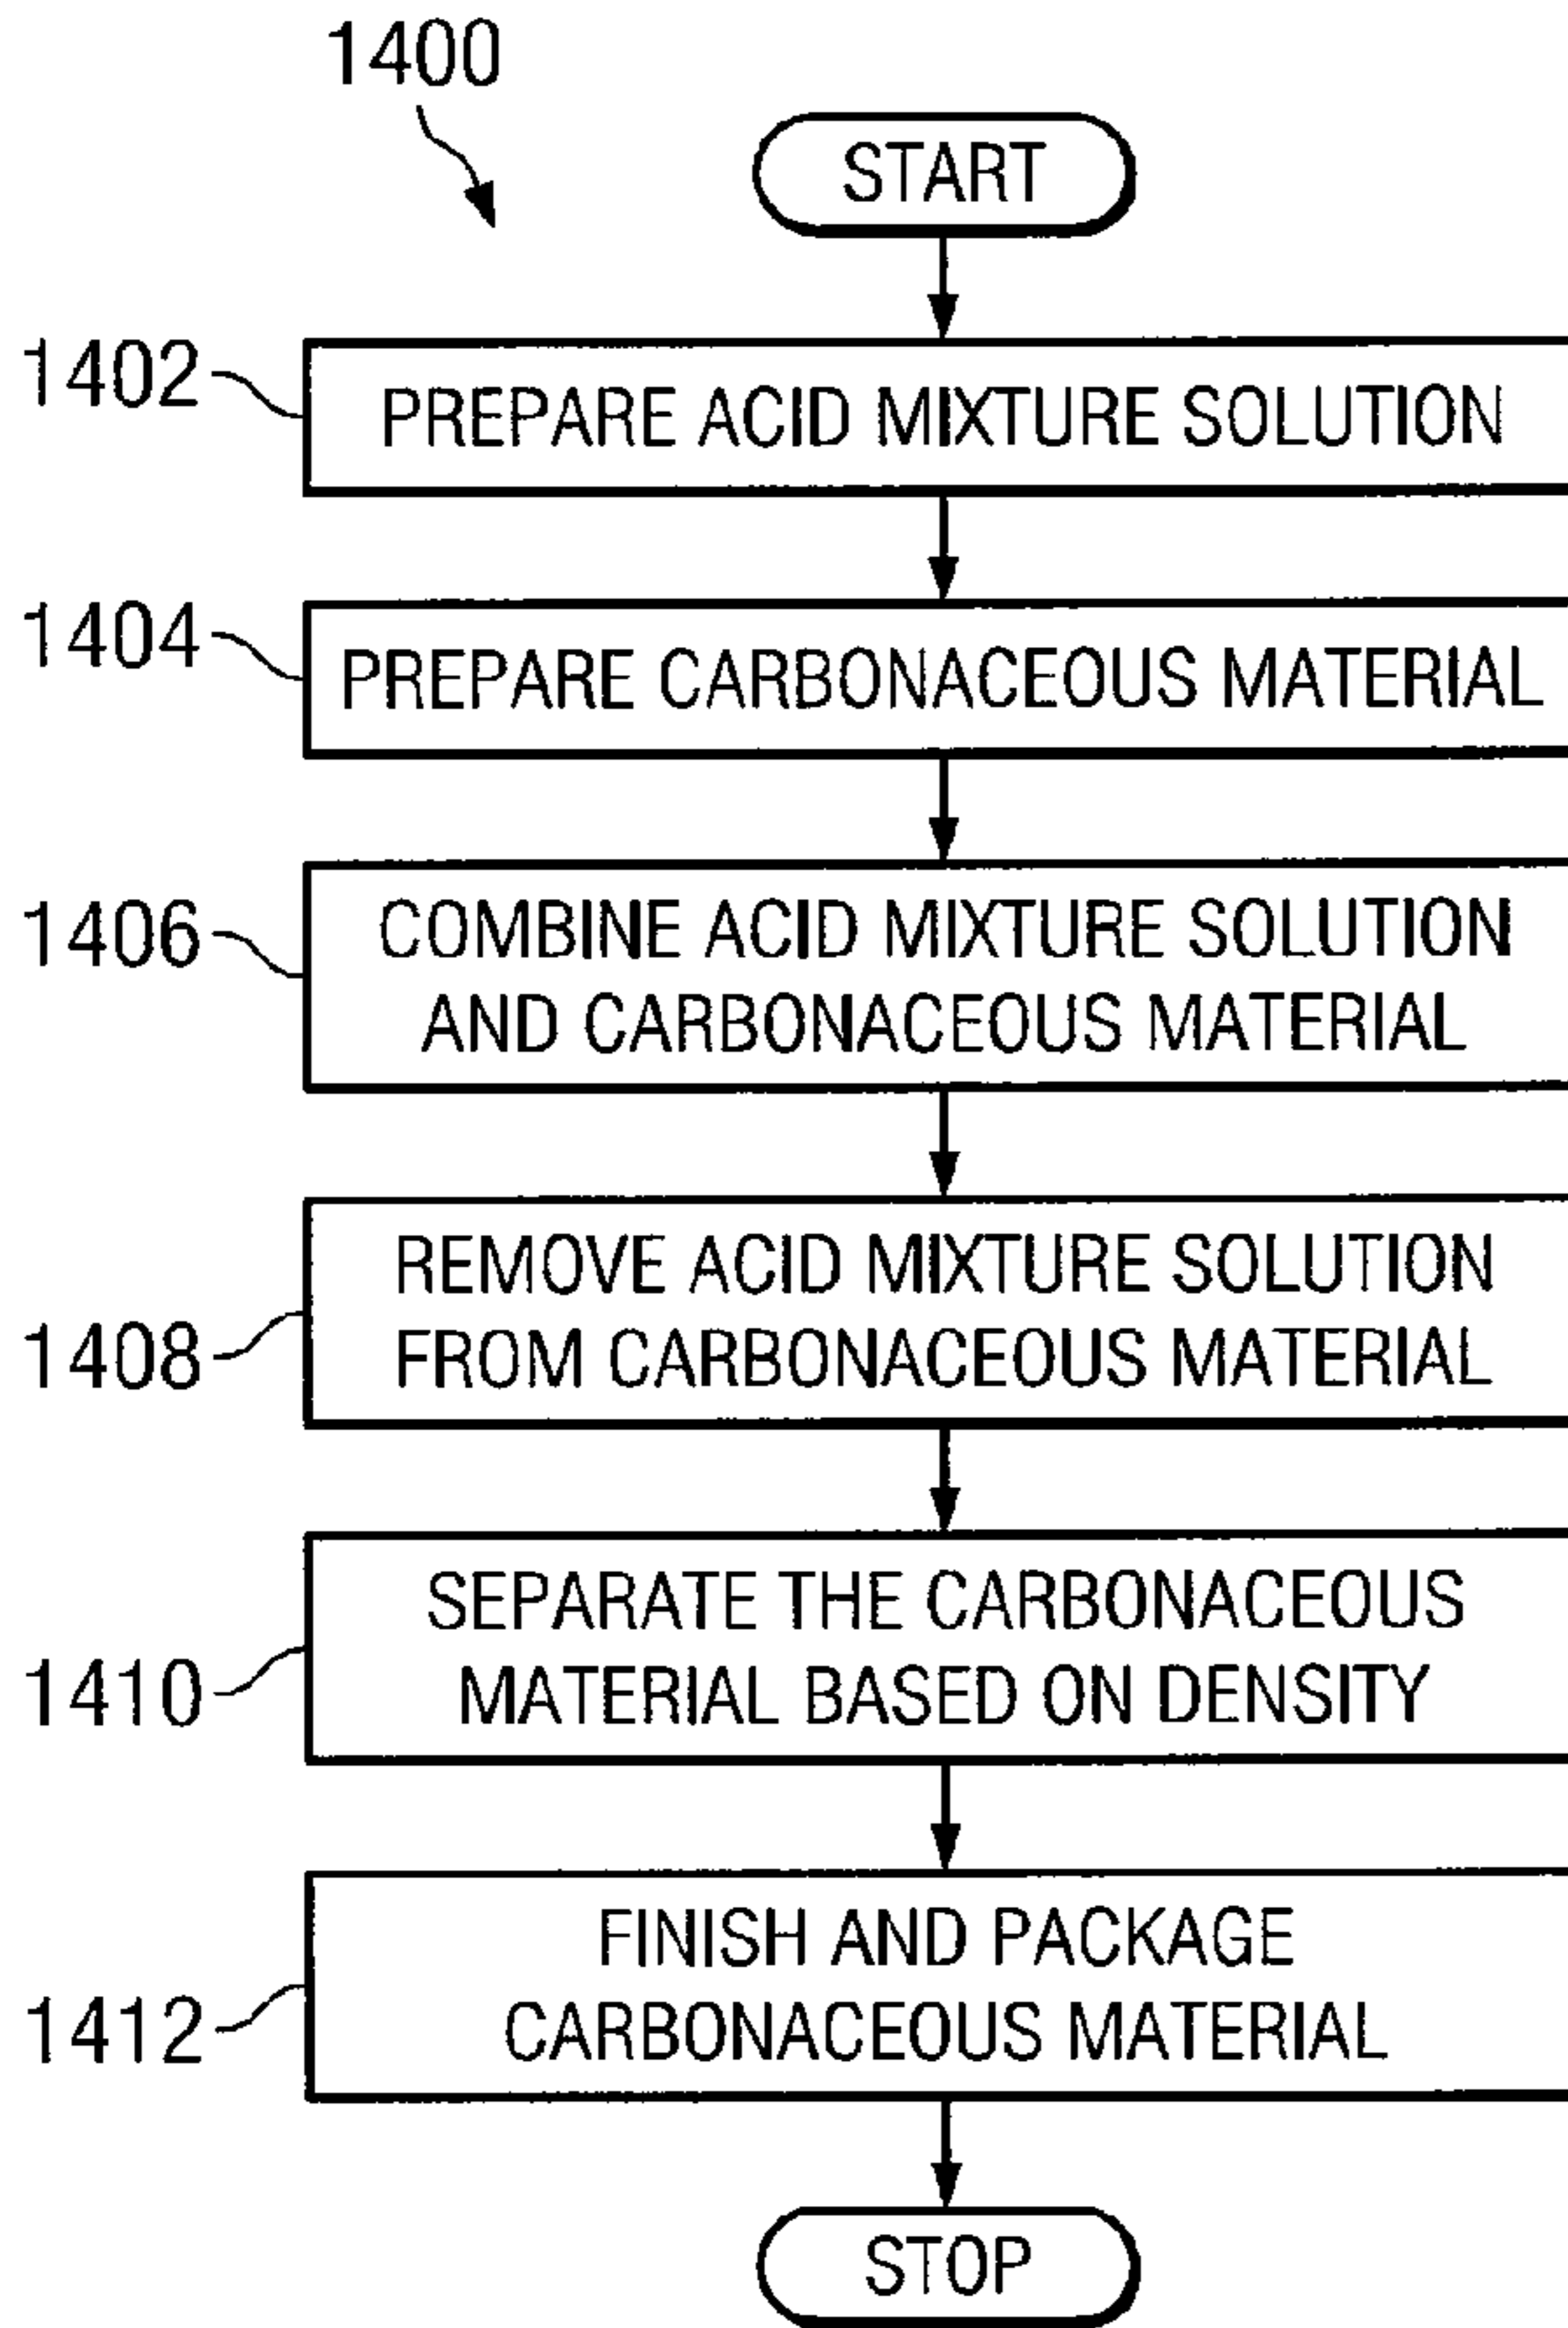 1400
START
1402
PREPARE ACID MIXTURE SOLUTION
1404
PREPARE CARBONACEOUS MATERIAL
1406
COMBINE ACID MIXTURE SOLUTION
AND CARBONACEOUS MATERIAL
REMOVE ACID MIXTURE SOLUTION
FROM CARBONACEOUS MATERIAL
1408
SEPARATE THE CARBONACEOUS
MATERIAL BASED ON DENSITY
1410
FINISH AND PACKAGE
CARBONACEOUS MATERIAL
1412
STOP